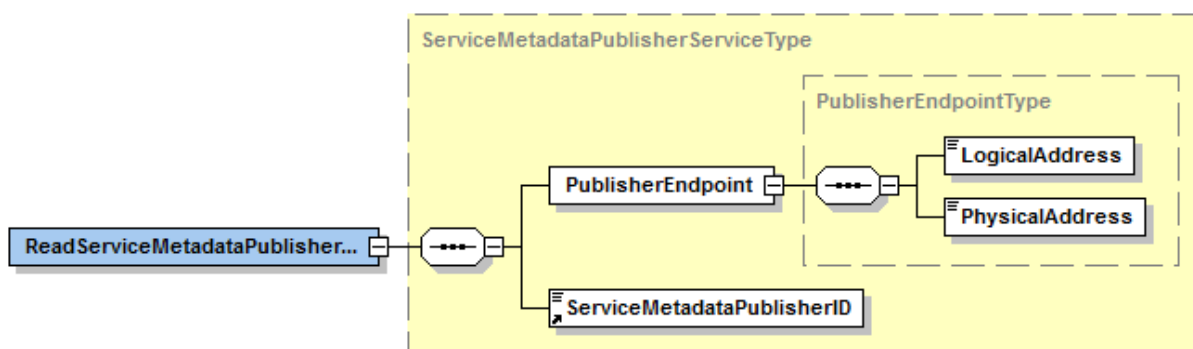 ServiceMetadataPublisherServiceType
PublisherEndpointType
LogicalAddress
PublisherEndpoint
PhysicalAddress
ReadServiceMetadataPublisher...
ServiceMetadataPublisherID